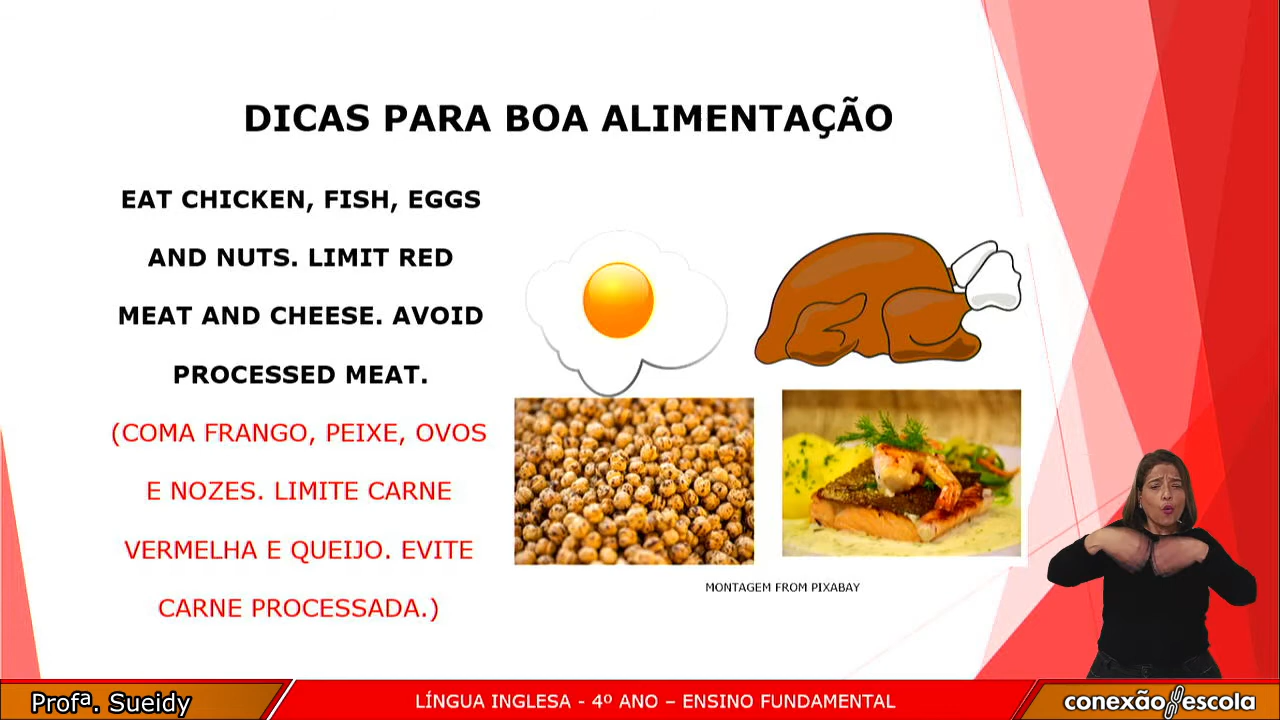 DICAS PARA BOA ALIMENTAÇÃO
EAT CHICKEN, FISH, EGGS
AND NUTS. LIMIT RED
MEAT AND CHEESE. AVOID
PROCESSED MEAT.
(COMA FRANGO, PEIXE, OVOS
E NOZES. LIMITE CARNE
VERMELHA E QUEIJO. EVITE
CARNE PROCESSADA.)
MONTAGEM FROM PIXABAY
Profª. Sueidy
LÍNGUA INGLESA - 4º ANO – ENSINO FUNDAMENTAL
conexão escola